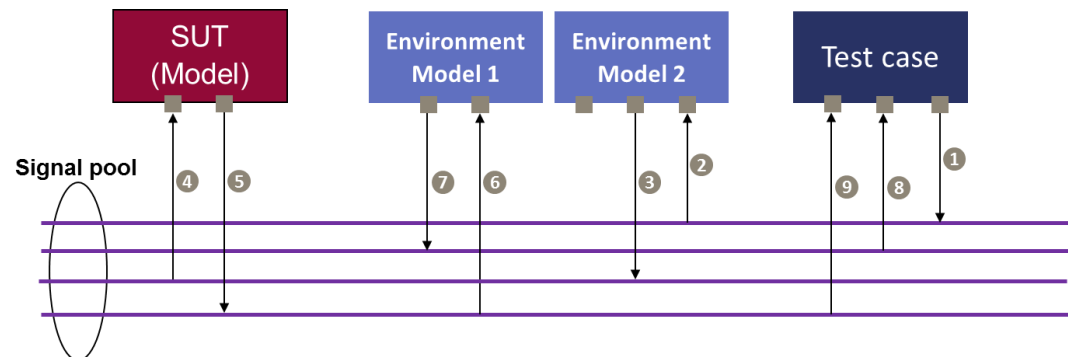 SUT
(Model)
Environment
Model 1
Environment
Model 2
Test case
Signal pool
4
5
7
6
3
2
9
8
1